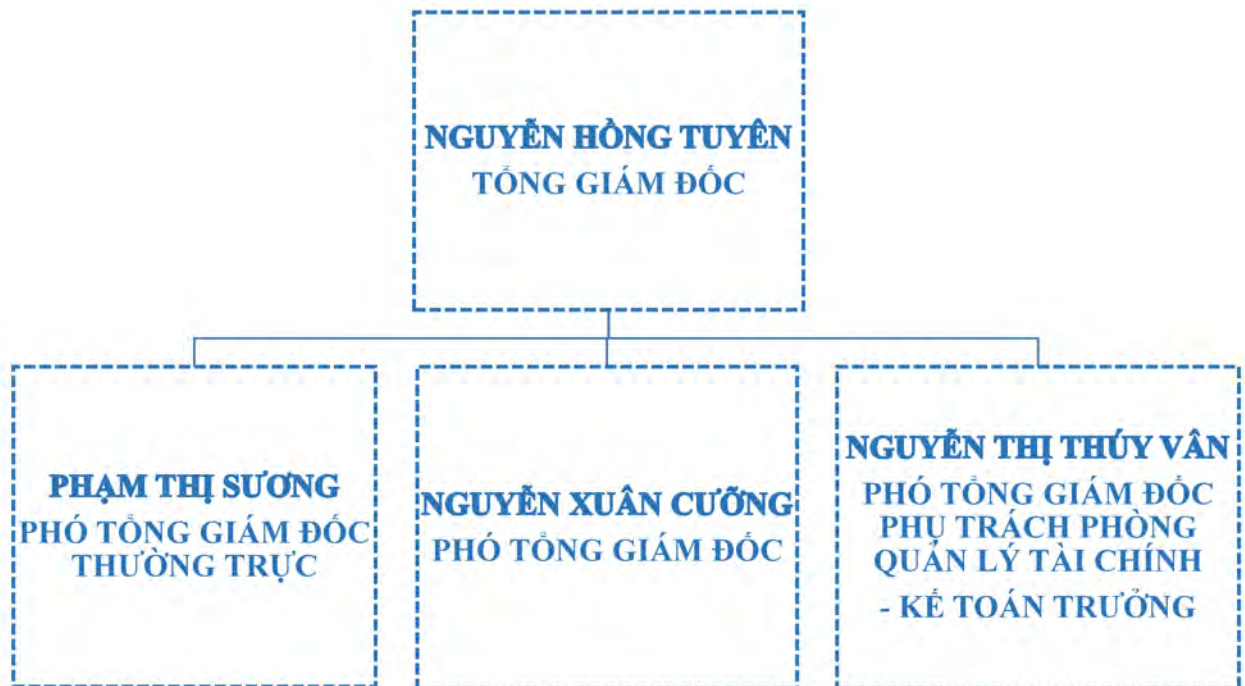 NGUYỄN HỒNG TUYÊN
TỔNG GIÁM ĐỐC
PHẠM THỊ SƯƠNG
PHÓ TỔNG GIÁM ĐỐC
THƯỜNG TRỰC
NGUYỄN XUÂN CƯỠNG
PHÓ TỔNG GIÁM ĐỐC
NGUYỄN THỊ THÚY VÂN
PHÓ TỔNG GIÁM ĐỐC
PHỤ TRÁCH PHÒNG
QUẢN LÝ TÀI CHÍNH
- KẾ TOÁN TRƯỞNG